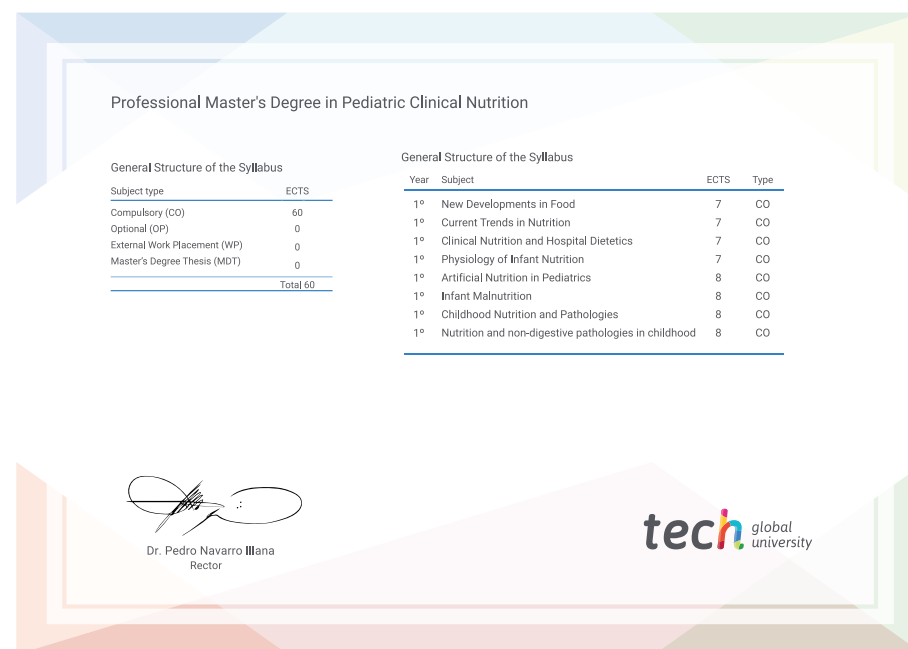 Professional Master's Degree in Pediatric Clinical Nutrition
General Structure of the Syllabus
Subject type ECTS
Compulsory (CO) 60
Optional (OP) 0
External Work Placement (WP) 0
Master's Degree Thesis (MDT) 0
Total 60
General Structure of the Syllabus
Year Subject ECTS Type
1º New Developments in Food 7 CO
1º Current Trends in Nutrition 7 CO
1º Clinical Nutrition and Hospital Dietetics 7 CO
1º Physiology of Infant Nutrition 7 CO
1º Artificial Nutrition in Pediatrics 8 CO
1º Infant Malnutrition 8 CO
1º Childhood Nutrition and Pathologies 8 CO
1º Nutrition and non-digestive pathologies in childhood 8 CO
Dr. Pedro Navarro Illana
Rector
tech global
university